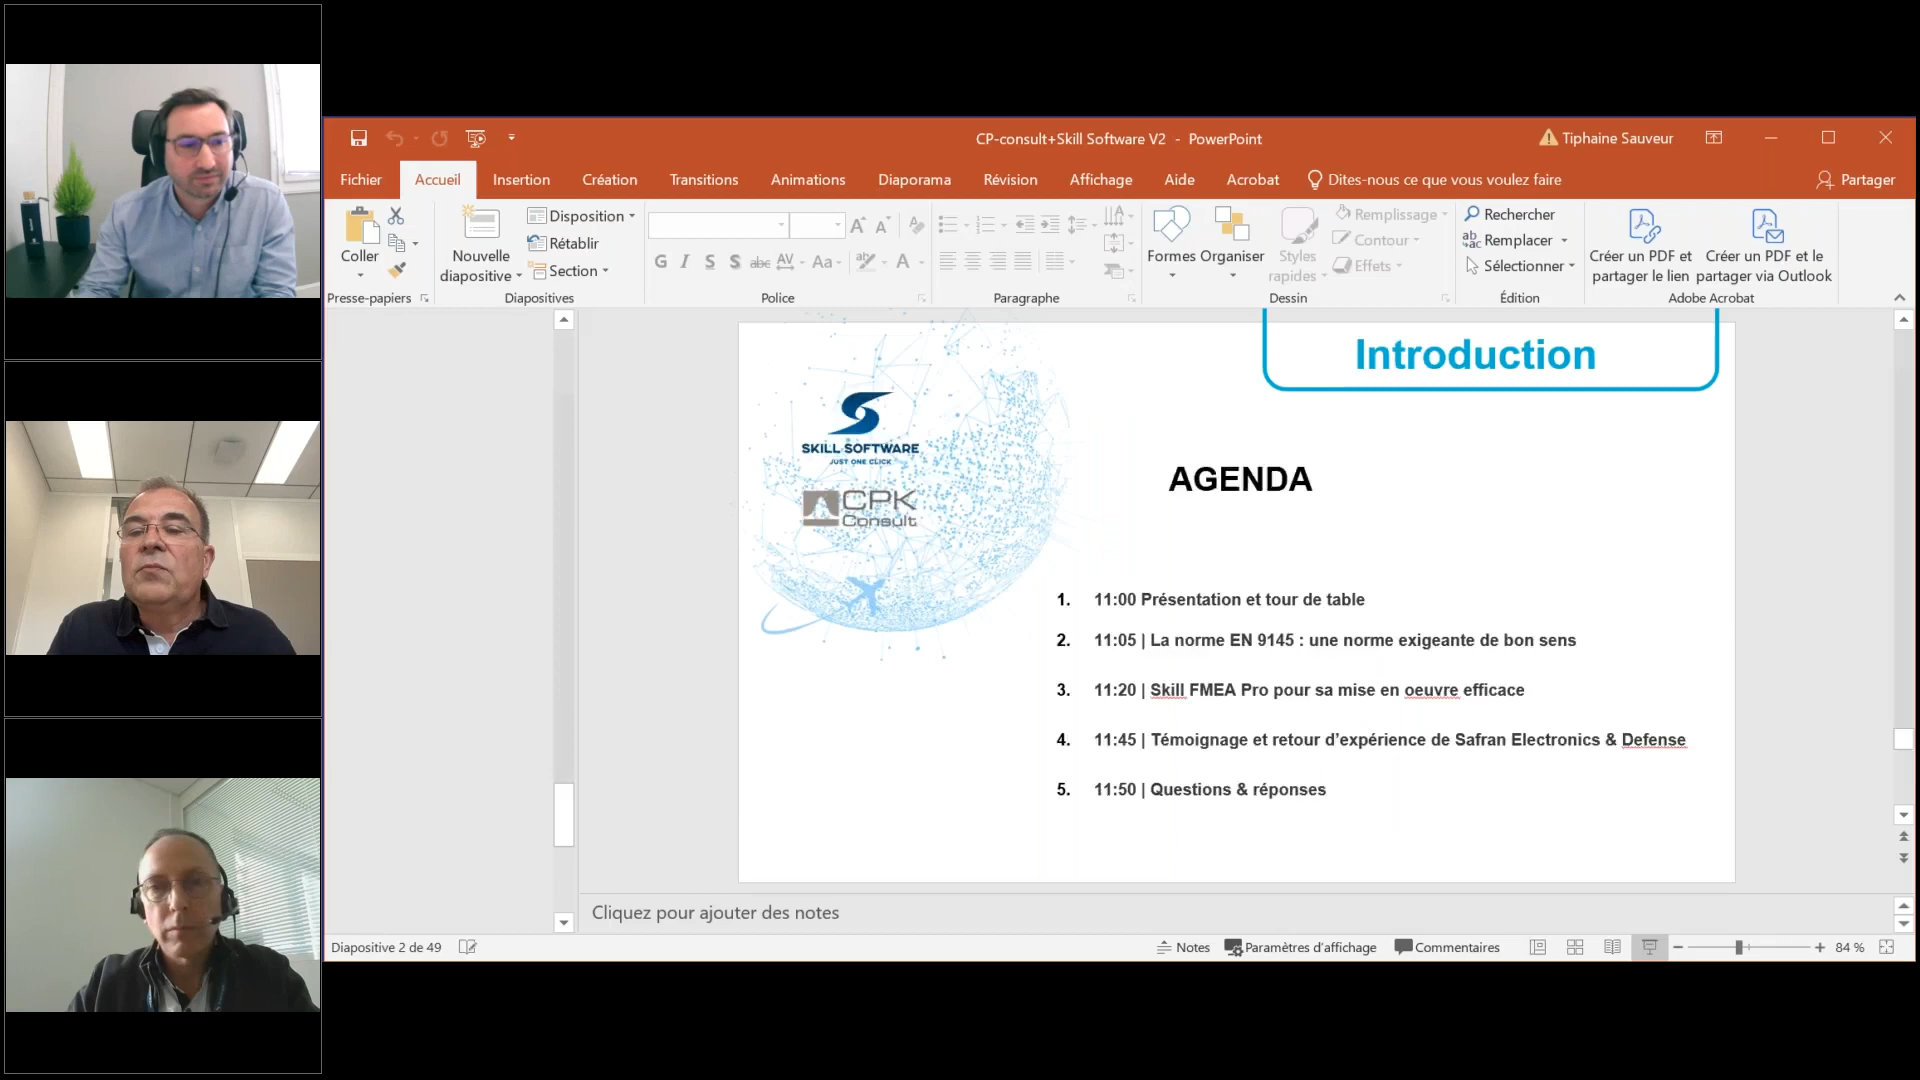 CP-consult+Skill Software V2 - PowerPoint
Tiphaine Sauveur
Fichier
Accueil
Insertion
Création
Transitions
Animations
Diaporama
Révision
Affichage
Aide
Acrobat
Dites-nous ce que vous voulez faire
Partager
Coller
Presse-papiers
Nouvelle
diapositive
Disposition
Rétablir
Section
Diapositives
G I S S abc AV Aa A
Police
Paragraphe
Formes
Organiser
Styles
rapides
Remplissage
Contour
Effets
Dessin
Rechercher
Remplacer
Sélectionner
Édition
Créer un PDF et
partager le lien
Créer un PDF et le
partager via Outlook
Adobe Acrobat
Introduction
SKILL SOFTWARE
JUST ONE CLICK
CPK
Consult
AGENDA
1. 11:00 Présentation et tour de table
2. 11:05 | La norme EN 9145 : une norme exigeante de bon sens
3. 11:20 | Skill FMEA Pro pour sa mise en oeuvre efficace
4. 11:45 | Témoignage et retour d’expérience de Safran Electronics & Defense
5. 11:50 | Questions & réponses
Cliquez pour ajouter des notes
Diapositive 2 de 49
Notes
Paramètres d'affichage
Commentaires
84 %